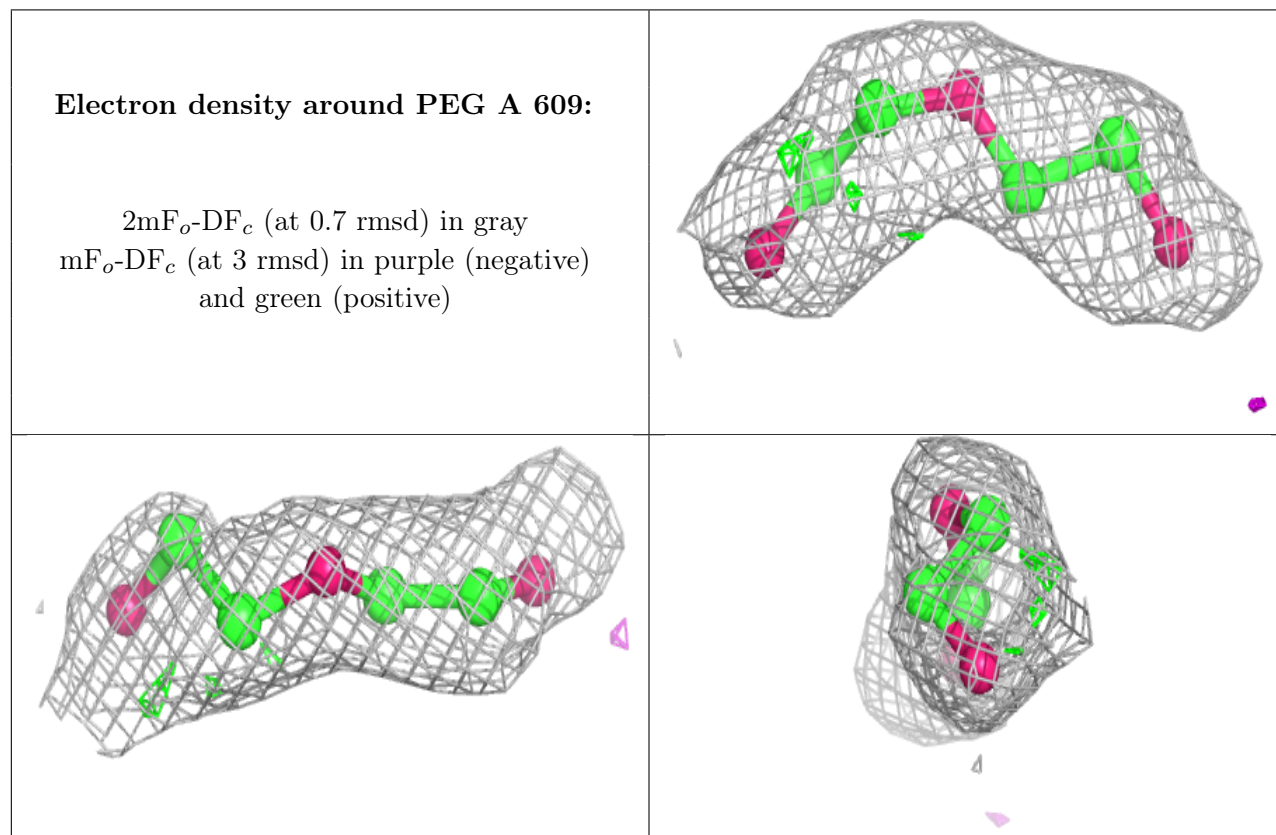 Electron density around PEG A 609:
2mFo-DFc (at 0.7 rmsd) in gray
mFo-DFc (at 3 rmsd) in purple (negative)
and green (positive)